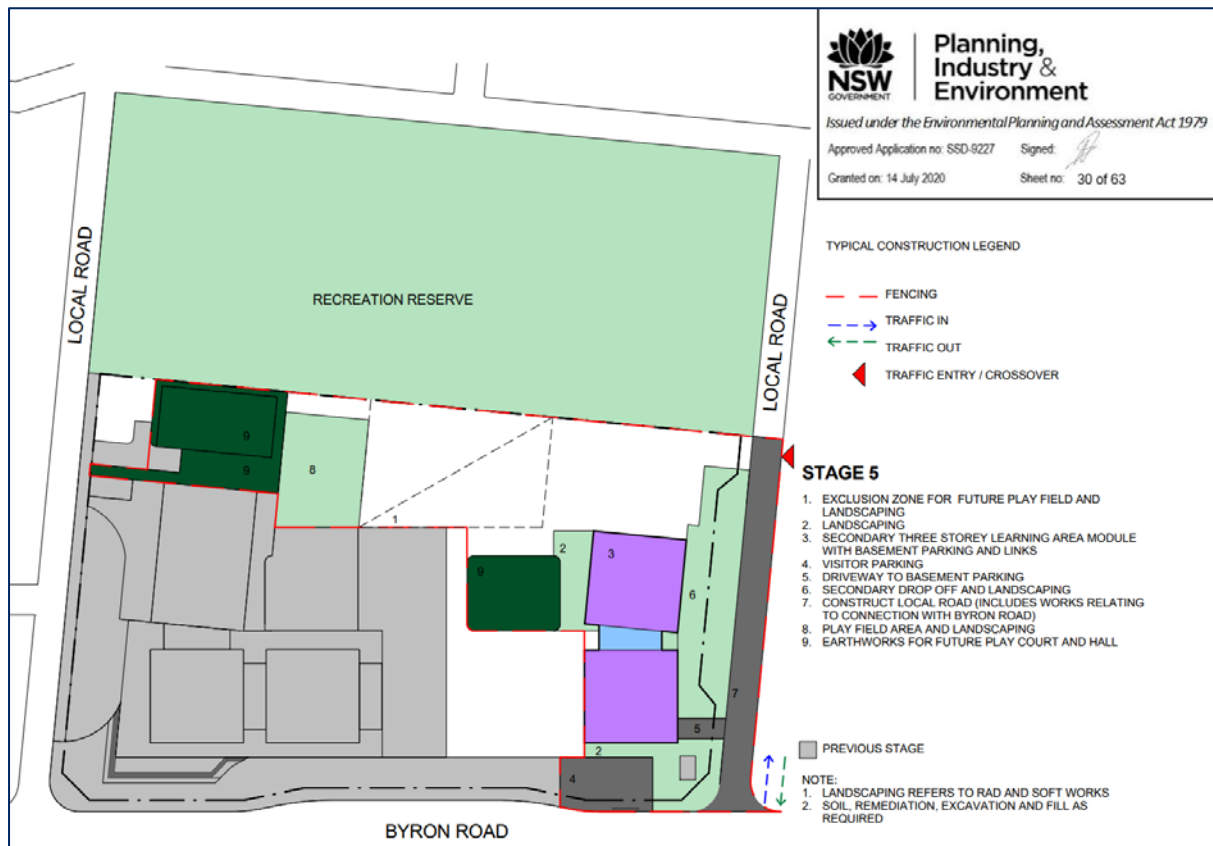 NSW
GOVERNMENT
Planning,
Industry &
Environment
Issued under the Environmental Planning and Assessment Act 1979
Approved Application no: SSD-9227 Signed:
Granted on: 14 July 2020 Sheet no: 30 of 63
TYPICAL CONSTRUCTION LEGEND
FENCING
TRAFFIC IN
TRAFFIC OUT
TRAFFIC ENTRY / CROSSOVER
STAGE 5
1. EXCLUSION ZONE FOR FUTURE PLAY FIELD AND
LANDSCAPING
2. LANDSCAPING
3. SECONDARY THREE STOREY LEARNING AREA MODULE
WITH BASEMENT PARKING AND LINKS
4. VISITOR PARKING
5. DRIVEWAY TO BASEMENT PARKING
6. SECONDARY DROP OFF AND LANDSCAPING
7. CONSTRUCT LOCAL ROAD (INCLUDES WORKS RELATING
TO CONNECTION WITH BYRON ROAD)
8. PLAY FIELD AREA AND LANDSCAPING
9. EARTHWORKS FOR FUTURE PLAY COURT AND HALL
PREVIOUS STAGE
NOTE:
1. LANDSCAPING REFERS TO RAD AND SOFT WORKS
2. SOIL, REMEDIATION, EXCAVATION AND FILL AS
REQUIRED
LOCAL ROAD
RECREATION RESERVE
LOCAL ROAD
9
9
8
1
2
3
9
6
7
5
2
4
BYRON ROAD